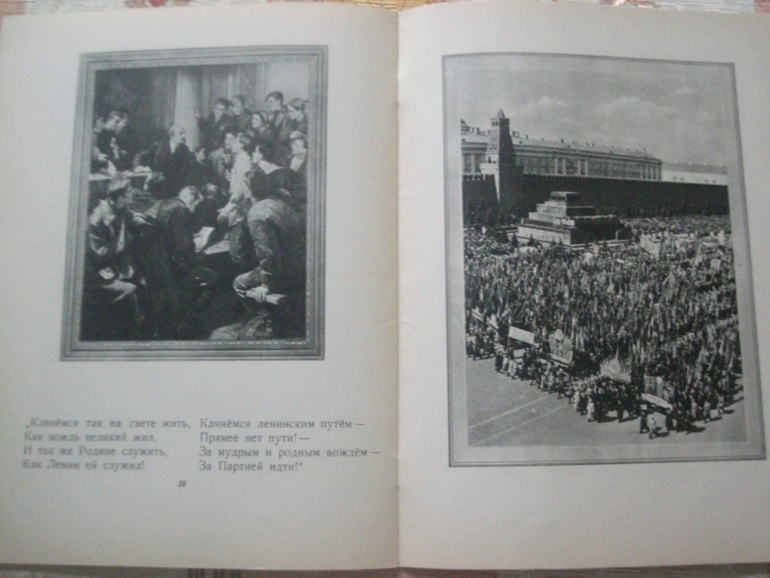 „Клянёмся так на свете жить,
Как вождь великий жил,
И так же Родине служить,
Как Ленин ей служил!
Клянёмся ленинским путём —
Прямее нет пути! —
За мудрым и родным вождём —
За Партией идти!“